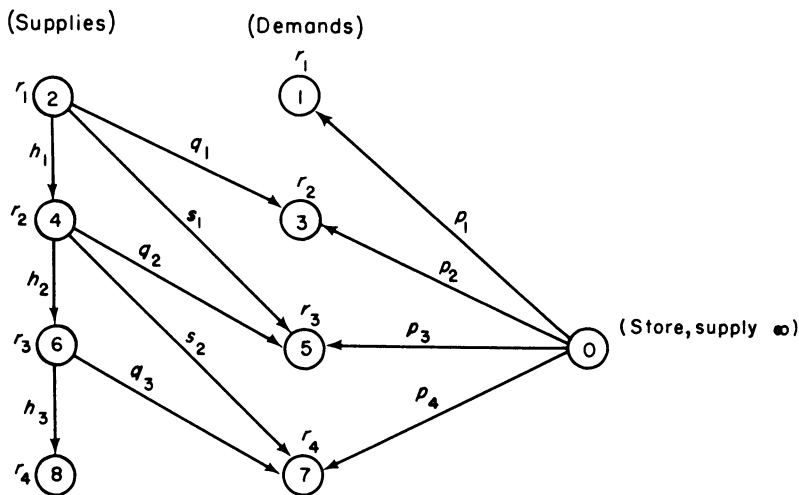 (Supplies)
(Demands)
r₁
r₁ 2
1
h₁
q₁
p₁
r₂
r₂ 4
s₁
3
p₂
q₂
h₂
r₃
(Store, supply ∞)
r₃ 6
s₂
5
p₃
0
q₃
h₃
p₄
r₄
r₄ 8
7